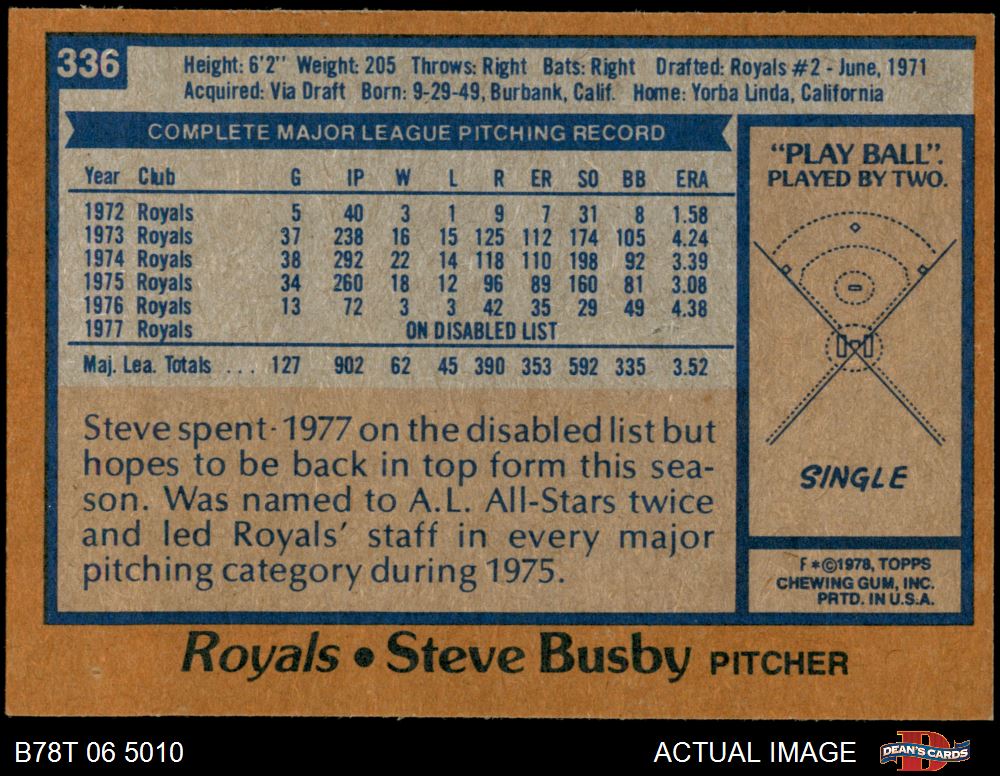 336
Height: 6'2" Weight: 205 Throws: Right Bats: Right Drafted: Royals #2 - June, 1971
Acquired: Via Draft Born: 9-29-49, Burbank, Calif. Home: Yorba Linda, California
COMPLETE MAJOR LEAGUE PITCHING RECORD
Year Club G IP W L R ER SO BB ERA
1972 Royals 5 40 3 1 9 7 31 8 1.58
1973 Royals 37 238 16 15 125 112 174 105 4.24
1974 Royals 38 292 22 14 118 110 198 92 3.39
1975 Royals 34 260 18 12 96 89 160 81 3.08
1976 Royals 13 72 3 3 42 35 29 49 4.38
1977 Royals ON DISABLED LIST
Maj. Lea. Totals . . . 127 902 62 45 390 353 592 335 3.52
Steve spent 1977 on the disabled list but
hopes to be back in top form this sea-
son. Was named to A.L. All-Stars twice
and led Royals' staff in every major
pitching category during 1975.
"PLAY BALL".
PLAYED BY TWO.
SINGLE
F *©1978, TOPPS
CHEWING GUM, INC.
PRTD. IN U.S.A.
Royals • Steve Busby PITCHER
B78T 06 5010
ACTUAL IMAGE
D
DEAN'S CARDS